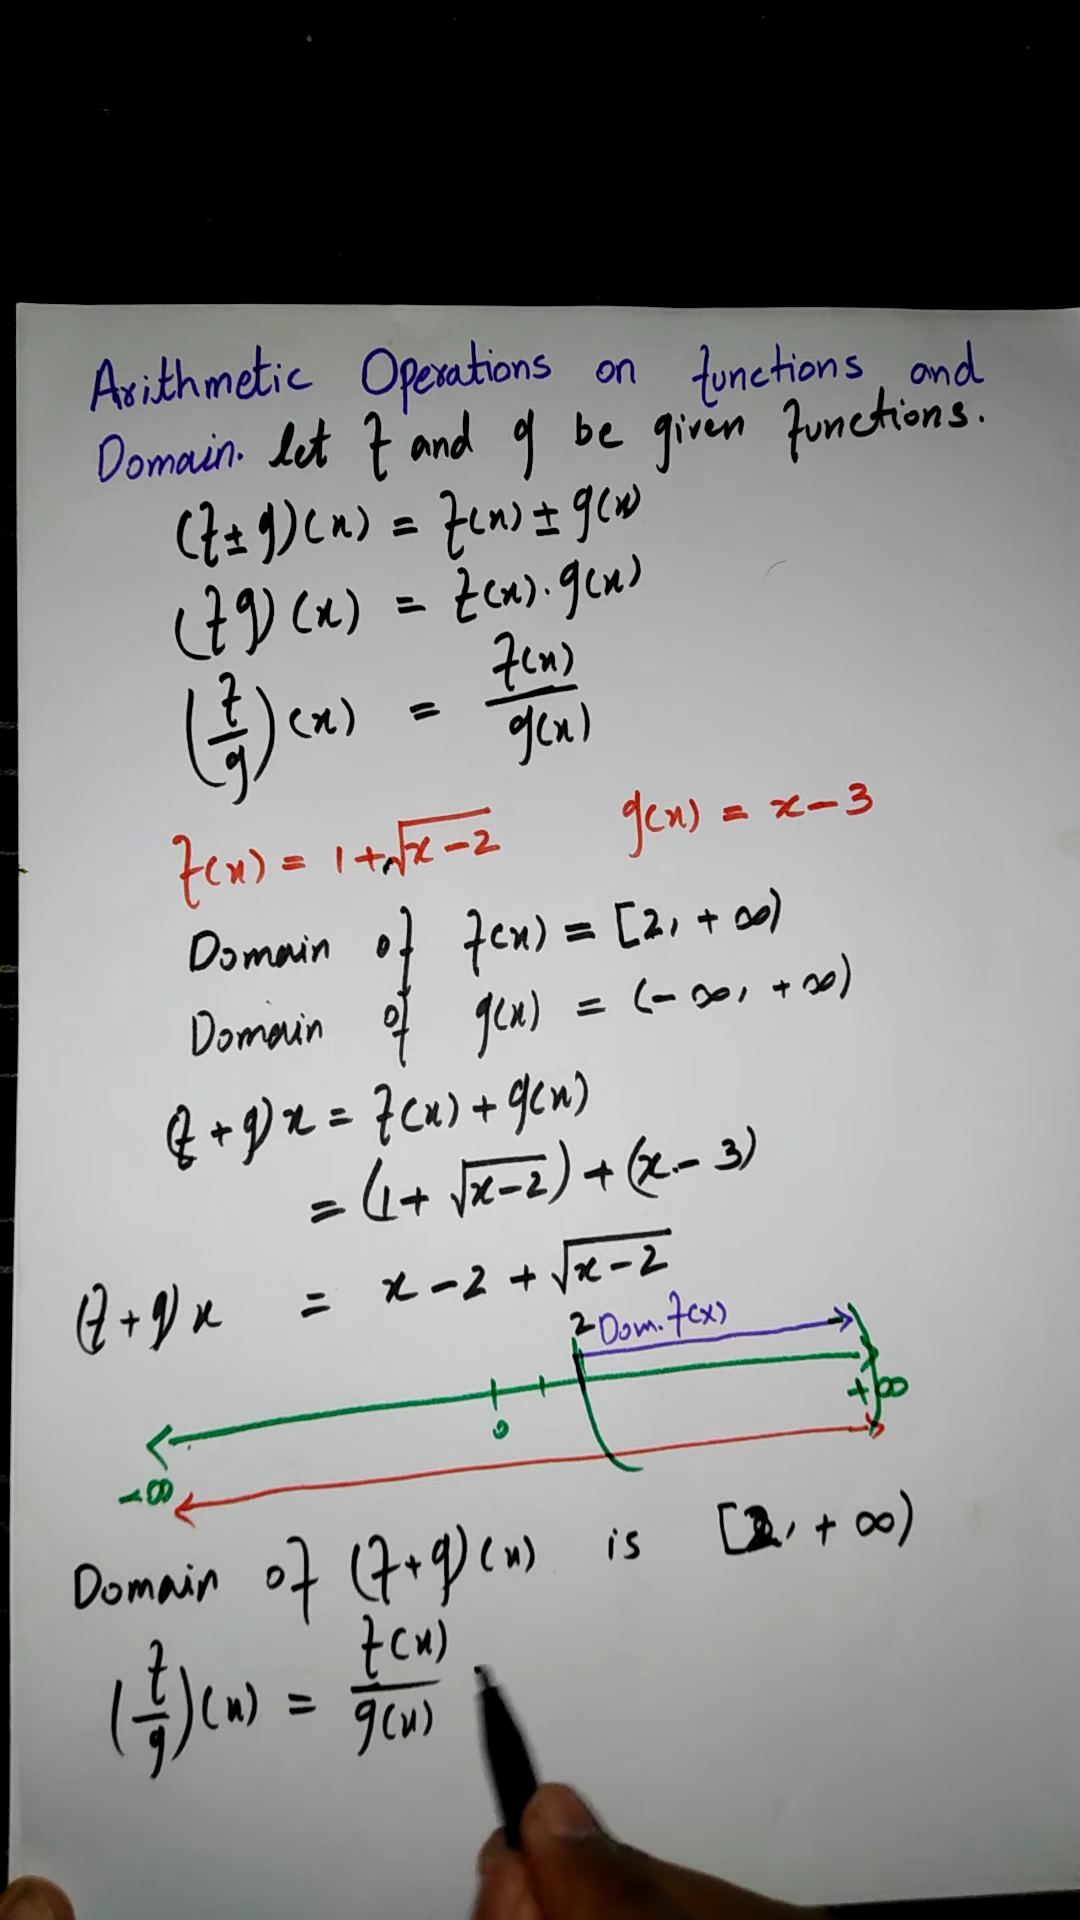 Arithmetic Operations on functions and
Domain. let f and g be given functions.
(f±g)(x) = f(x) ± g(x)
(fg)(x) = f(x).g(x)
(f/g)(x) = f(x)/g(x)
f(x) = 1+√(x-2) g(x) = x-3
Domain of f(x) = [2, +∞)
Domain of g(x) = (-∞, +∞)
(f+g)x = f(x)+g(x)
= (1+√(x-2))+(x-3)
(f+g)x = x-2+√(x-2)
2 Dom.f(x)
-∞ 0 +∞
Domain of (f+g)(x) is [2, +∞)
(f/g)(x) = f(x)/g(x)